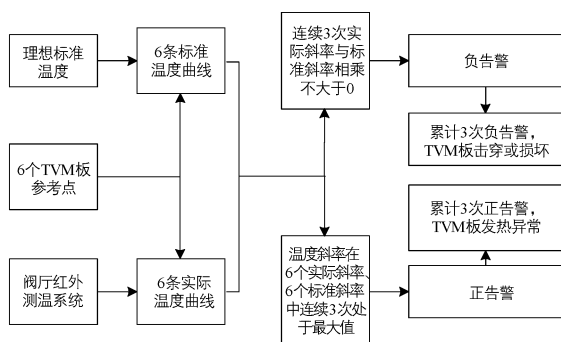 理想标准
温度
6条标准
温度曲线
6个TVM板
参考点
阀厅红外
测温系统
6条实际
温度曲线
连续3次实
际斜率与标
准斜率相乘
不大于0
负告警
累计3次负告警，
TVM板击穿或损坏
温度斜率在
6个实际斜率、
6个标准斜率
中连续3次处
于最大值
累计3次正告警，
TVM板发热异常
正告警